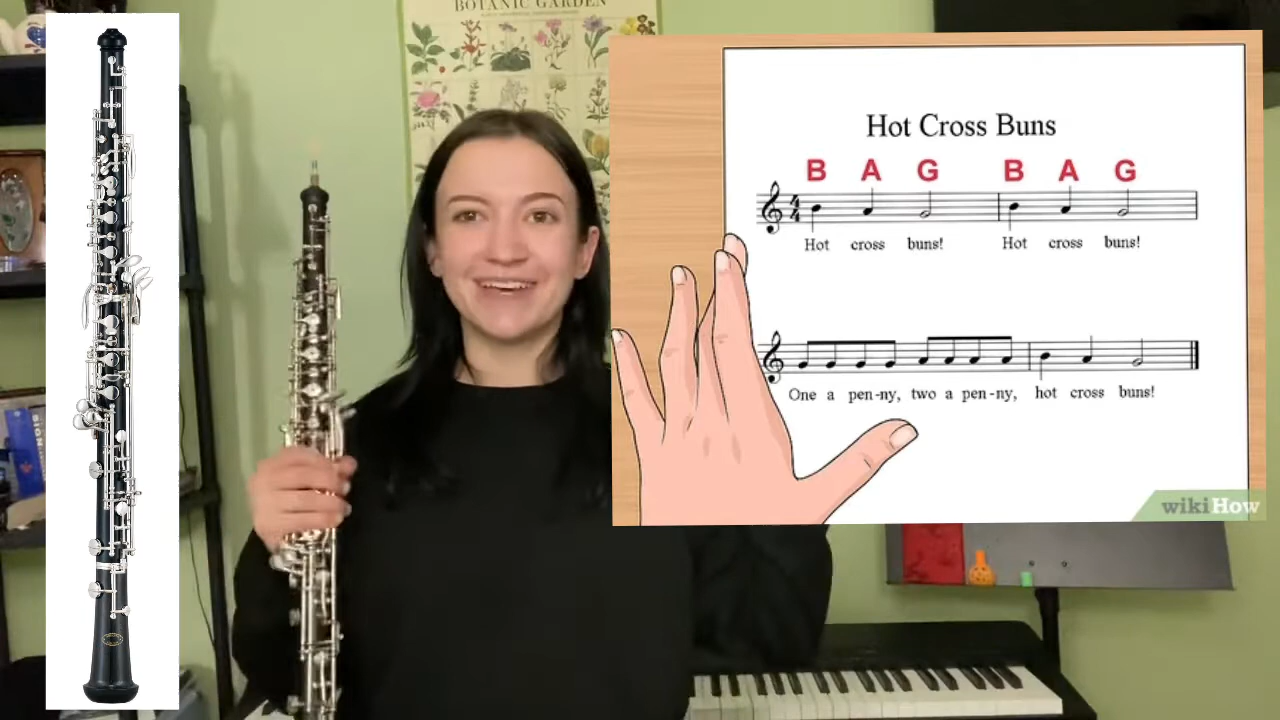 BOTANIC GARDEN
Hot Cross Buns
B A G B A G
Hot cross buns! Hot cross buns!
One a pen-ny, two a pen-ny, hot cross buns!
wikiHow